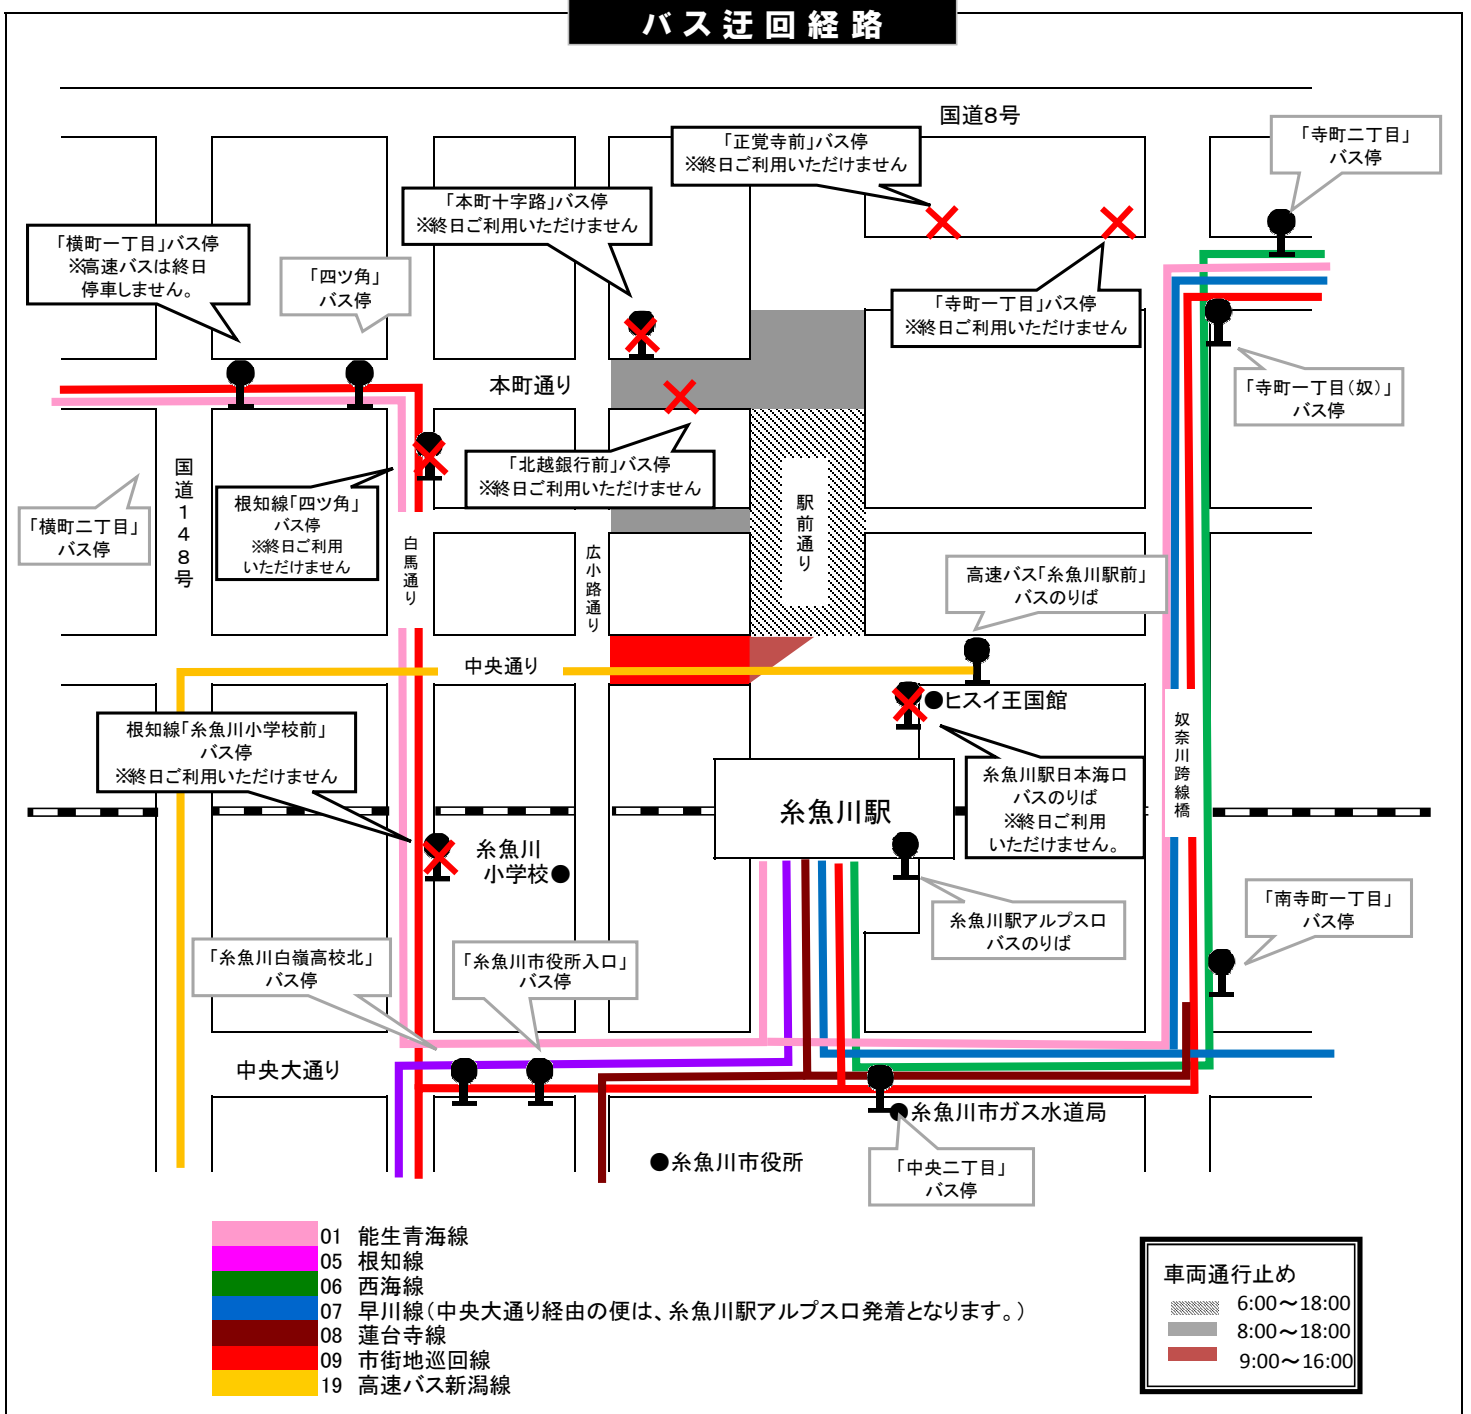 バス迂回経路
国道8号
「正覚寺前」バス停
※終日ご利用いただけません
「寺町二丁目」
バス停
「本町十字路」バス停
※終日ご利用いただけません
「横町一丁目」バス停
※高速バスは終日
停車しません。
「四ツ角」
バス停
「寺町一丁目」バス停
※終日ご利用いただけません
本町通り
「寺町一丁目(奴)」
バス停
「北越銀行前」バス停
※終日ご利用いただけません
国道148号
根知線「四ツ角」
バス停
※終日ご利用
いただけません
「横町二丁目」
バス停
白馬通り
広小路通り
駅前通り
高速バス「糸魚川駅前」
バスのりば
中央通り
●ヒスイ王国館
奴奈川跨線橋
根知線「糸魚川小学校前」
バス停
※終日ご利用いただけません
糸魚川駅日本海口
バスのりば
※終日ご利用
いただけません。
糸魚川駅
糸魚川
小学校●
糸魚川駅アルプス口
バスのりば
「南寺町一丁目」
バス停
「糸魚川白嶺高校北」
バス停
「糸魚川市役所入口」
バス停
中央大通り
●糸魚川市ガス水道局
●糸魚川市役所
「中央二丁目」
バス停
01 能生青海線
05 根知線
06 西海線
07 早川線(中央大通り経由の便は、糸魚川駅アルプス口発着となります。)
08 蓮台寺線
09 市街地巡回線
19 高速バス新潟線
車両通行止め
6:00～18:00
8:00～18:00
9:00～16:00